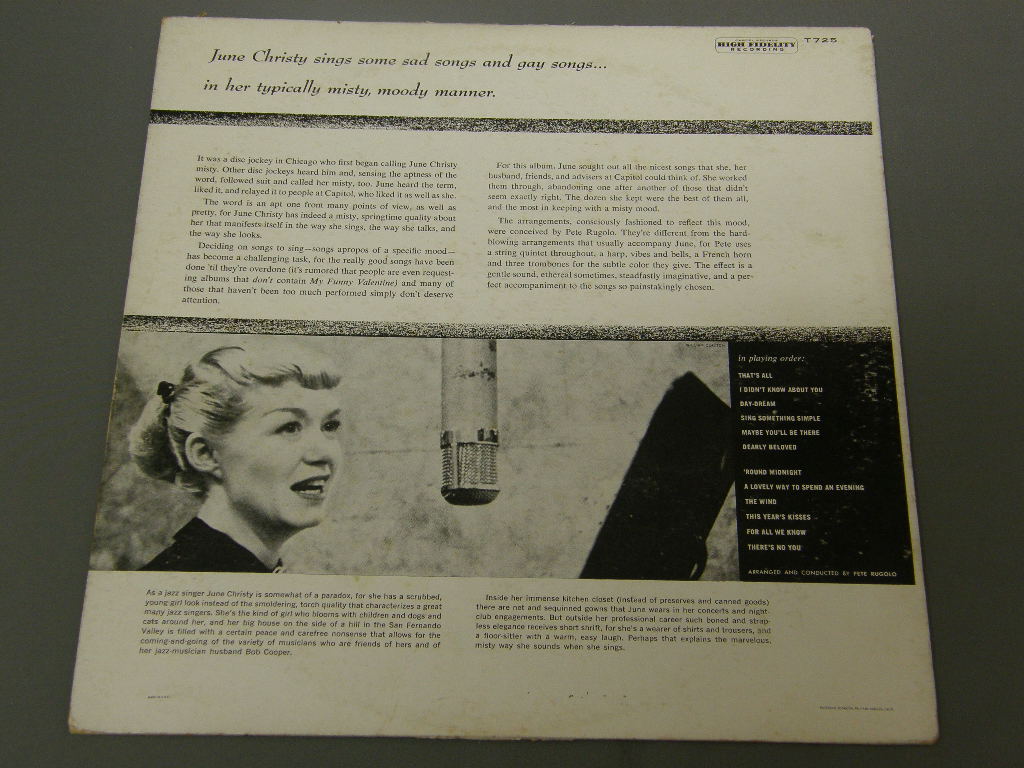 June Christy sings some sad songs and gay songs...
in her typically misty, moody manner.
HIGH FIDELITY
RECORDING
T725
It was a disc jockey in Chicago who first began calling June Christy
misty. Other disc jockeys heard him and, sensing the aptness of the
word, followed suit and called her misty, too. June heard the term,
liked it, and relayed it to people at Capitol, who liked it as well as she.
The word is an apt one from many points of view, as well as
pretty, for June Christy has indeed a misty, springtime quality about
her that manifests itself in the way she sings, the way she talks, and
the way she looks.
Deciding on songs to sing—songs apropos of a specific mood—
has become a challenging task, for the really good songs have been
done 'til they're overdone (it's rumored that people are even request-
ing albums that don't contain My Funny Valentine) and many of
those that haven't been too much performed simply don't deserve
attention.
For this album, June sought out all the nicest songs that she, her
husband, friends, and advisers at Capitol could think of. She worked
them through, abandoning one after another of those that didn't
seem exactly right. The dozen she kept were the best of them all,
and the most in keeping with a misty mood.
The arrangements, consciously fashioned to reflect this mood,
were conceived by Pete Rugolo. They're different from the hard-
blowing arrangements that usually accompany June, for Pete uses
a string quintet throughout, a harp, vibes and bells, a French horn
and three trombones for the subtle color they give. The effect is a
gentle sound, ethereal sometimes, steadfastly imaginative, and a per-
fect accompaniment to the songs so painstakingly chosen.
WILLIAM CLAXTON
in playing order:
THAT'S ALL
I DIDN'T KNOW ABOUT YOU
DAY-DREAM
SING SOMETHING SIMPLE
MAYBE YOU'LL BE THERE
DEARLY BELOVED
'ROUND MIDNIGHT
A LOVELY WAY TO SPEND AN EVENING
THE WIND
THIS YEAR'S KISSES
FOR ALL WE KNOW
THERE'S NO YOU
ARRANGED AND CONDUCTED BY PETE RUGOLO
As a jazz singer June Christy is somewhat of a paradox, for she has a scrubbed,
young-girl look instead of the smoldering, torch quality that characterizes a great
many jazz singers. She's the kind of girl who blooms with children and dogs and
cats around her, and her big house on the side of a hill in the San Fernando
Valley is filled with a certain peace and carefree nonsense that allows for the
coming-and-going of the variety of musicians who are friends of hers and of
her jazz-musician husband Bob Cooper.
Inside her immense kitchen closet (instead of preserves and canned goods)
there are net and sequinned gowns that June wears in her concerts and night-
club engagements. But outside her professional career such boned and strap-
less elegance receives short shrift, for she's a wearer of shirts and trousers, and
a floor-sitter with a warm, easy laugh. Perhaps that explains the marvelous,
misty way she sounds when she sings.